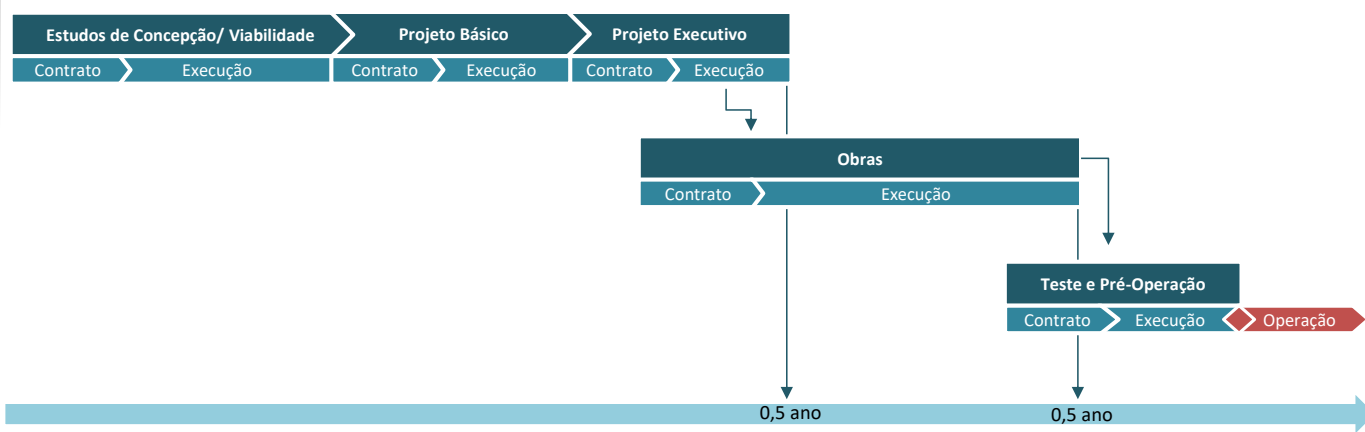 Estudos de Concepção/ Viabilidade Projeto Básico Projeto Executivo
Contrato Execução Contrato Execução Contrato Execução
Obras
Contrato Execução
Teste e Pré-Operação
Contrato Execução Operação
0,5 ano 0,5 ano